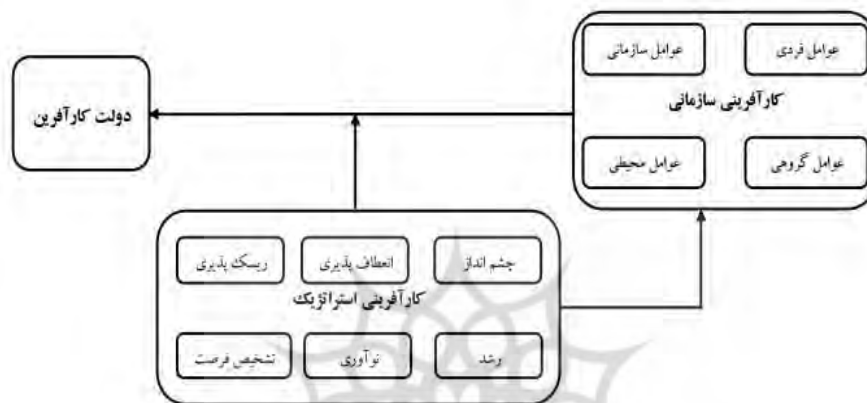 عوامل فردی
عوامل سازمانی
کارآفرینی سازمانی
عوامل گروهی
عوامل محیطی
دولت کارآفرین
چشم انداز
انعطاف پذیری
ریسک پذیری
کارآفرینی استراتژیک
رشد
نوآوری
تشخیص فرصت